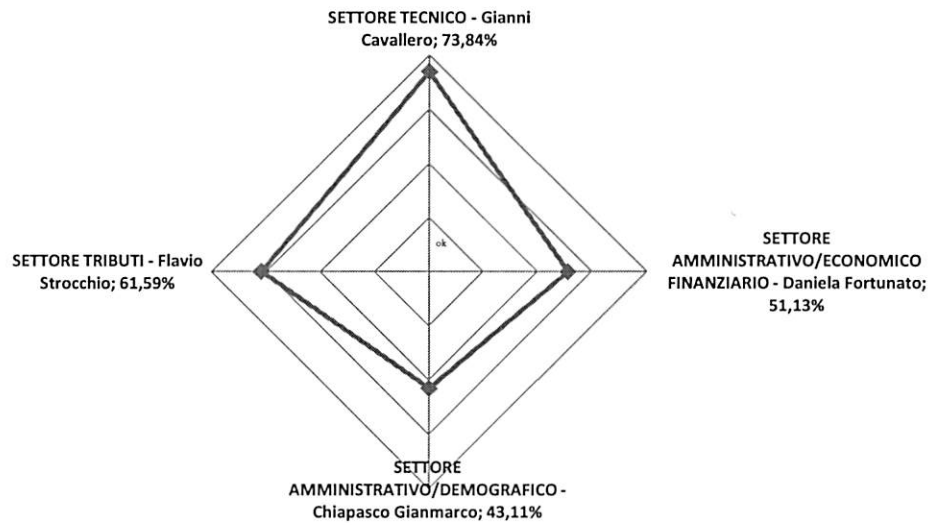 SETTORE TECNICO - Gianni
Cavallero; 73,84%
ok
SETTORE TRIBUTI - Flavio
Strocchio; 61,59%
SETTORE
AMMINISTRATIVO/ECONOMICO
FINANZIARIO - Daniela Fortunato;
51,13%
SETTORE
AMMINISTRATIVO/DEMOGRAFICO -
Chiapasco Gianmarco; 43,11%